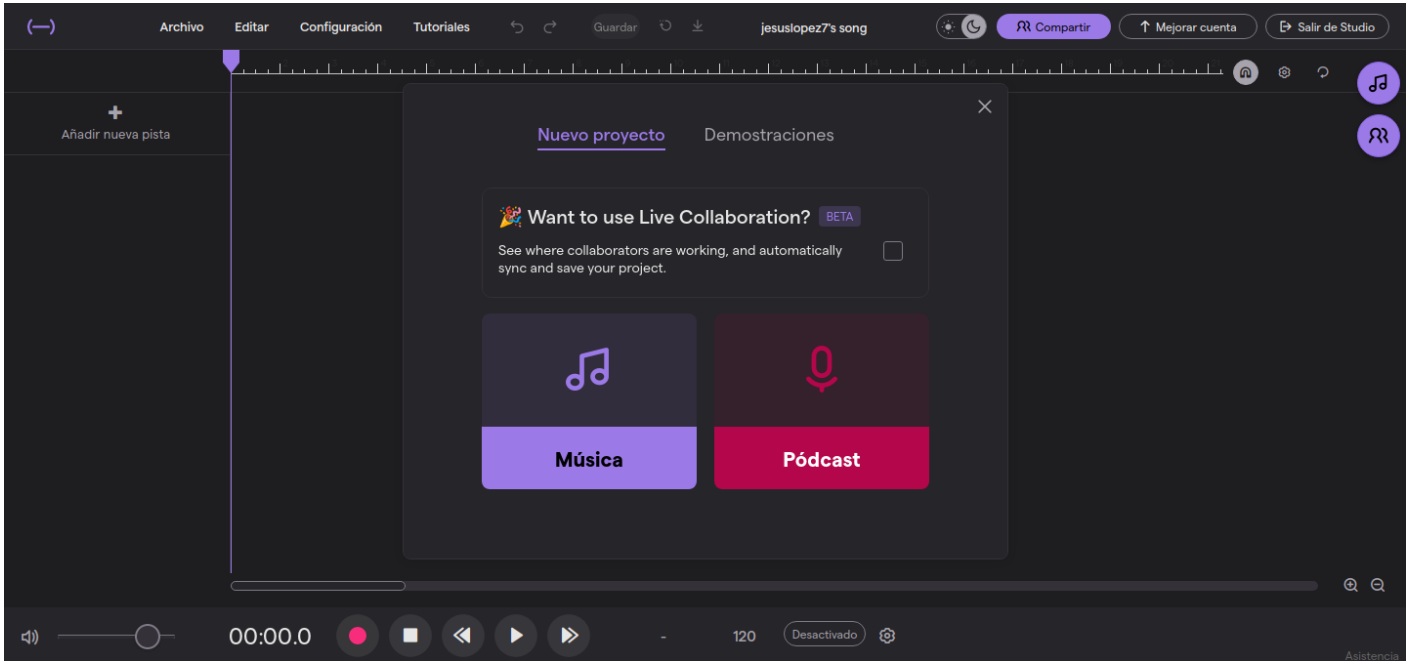 Archivo Editar Configuración Tutoriales Guardar jesuslopez7's song Compartir Mejorar cuenta Salir de Studio
Añadir nueva pista
Nuevo proyecto Demostraciones
🎉 Want to use Live Collaboration? BETA
See where collaborators are working, and automatically
sync and save your project.
Música Pódcast
00:00.0 - 120 Desactivado
Asistencia